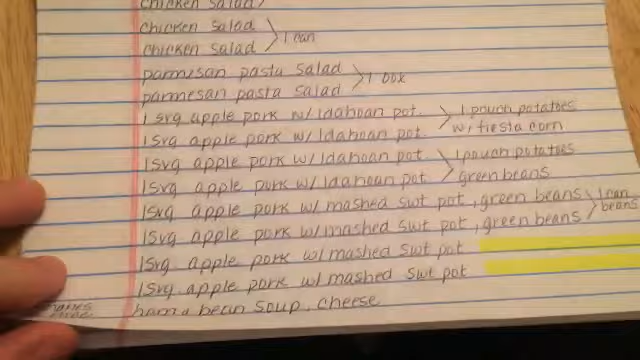 chicken salad
chicken salad > 1 can
chicken salad
parmesan pasta salad > 1 box
parmesan pasta salad
1 srg apple pork w/ Idahoan pot. > 1 pouch potatoes
1 srg apple pork w/ Idahoan pot. w/ fiesta corn
1 srg apple pork w/ Idahoan pot. > 1 pouch potatoes
1 srg apple pork w/ Idahoan pot green beans
1 srg apple pork w/ mashed swt pot, green beans > 1 can
1 srg apple pork w/ mashed swt pot, green beans beans
1 srg apple pork w/ mashed swt pot
1 srg apple pork w/ mashed swt pot
ham & bean soup, cheese